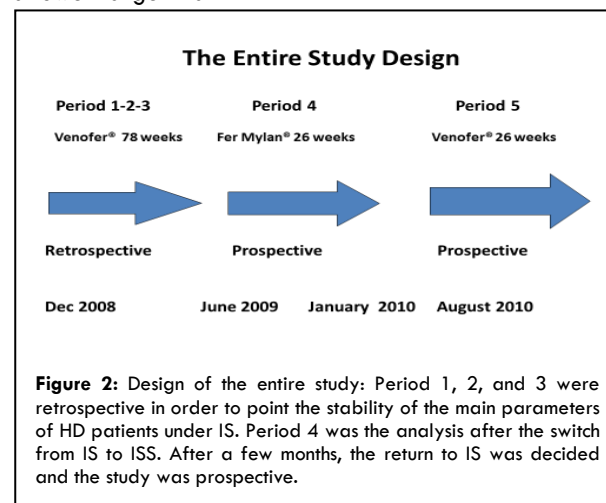 The Entire Study Design
Period 1-2-3 Period 4 Period 5
Venofer® 78 weeks Fer Mylan® 26 weeks Venofer® 26 weeks
Retrospective Prospective Prospective
Dec 2008 June 2009 January 2010 August 2010
Figure 2: Design of the entire study: Period 1, 2, and 3 were
retrospective in order to point the stability of the main parameters
of HD patients under IS. Period 4 was the analysis after the switch
from IS to ISS. After a few months, the return to IS was decided
and the study was prospective.